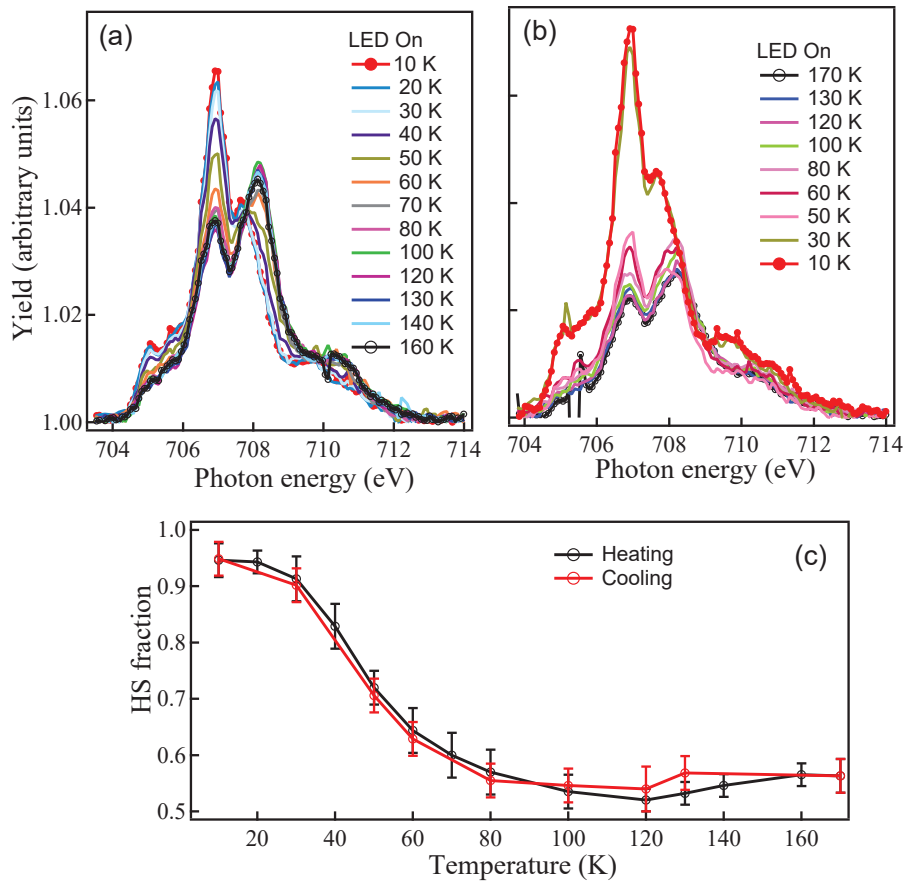 (a)
LED On
10 K
20 K
30 K
40 K
50 K
60 K
70 K
80 K
100 K
120 K
130 K
140 K
160 K
1.06
1.04
1.02
1.00
Yield (arbitrary units)
704 706 708 710 712 714
Photon energy (eV)
(b)
LED On
170 K
130 K
120 K
100 K
80 K
60 K
50 K
30 K
10 K
704 706 708 710 712 714
Photon energy (eV)
(c)
Heating
Cooling
1.0
0.9
0.8
0.7
0.6
0.5
HS fraction
20 40 60 80 100 120 140 160
Temperature (K)